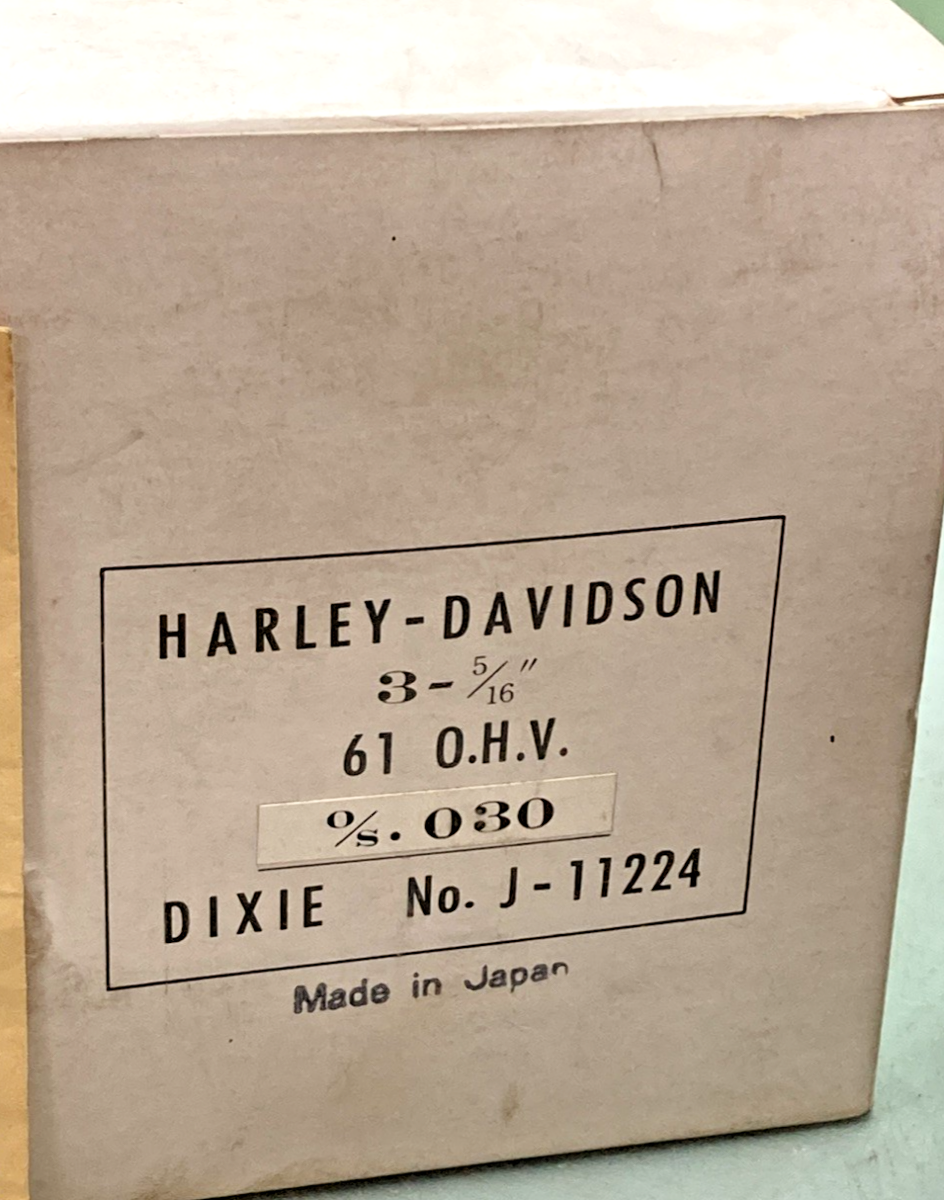 HARLEY-DAVIDSON
3-5/16"
61 O.H.V.
O/S. 030
DIXIE No. J-11224
Made in Japan